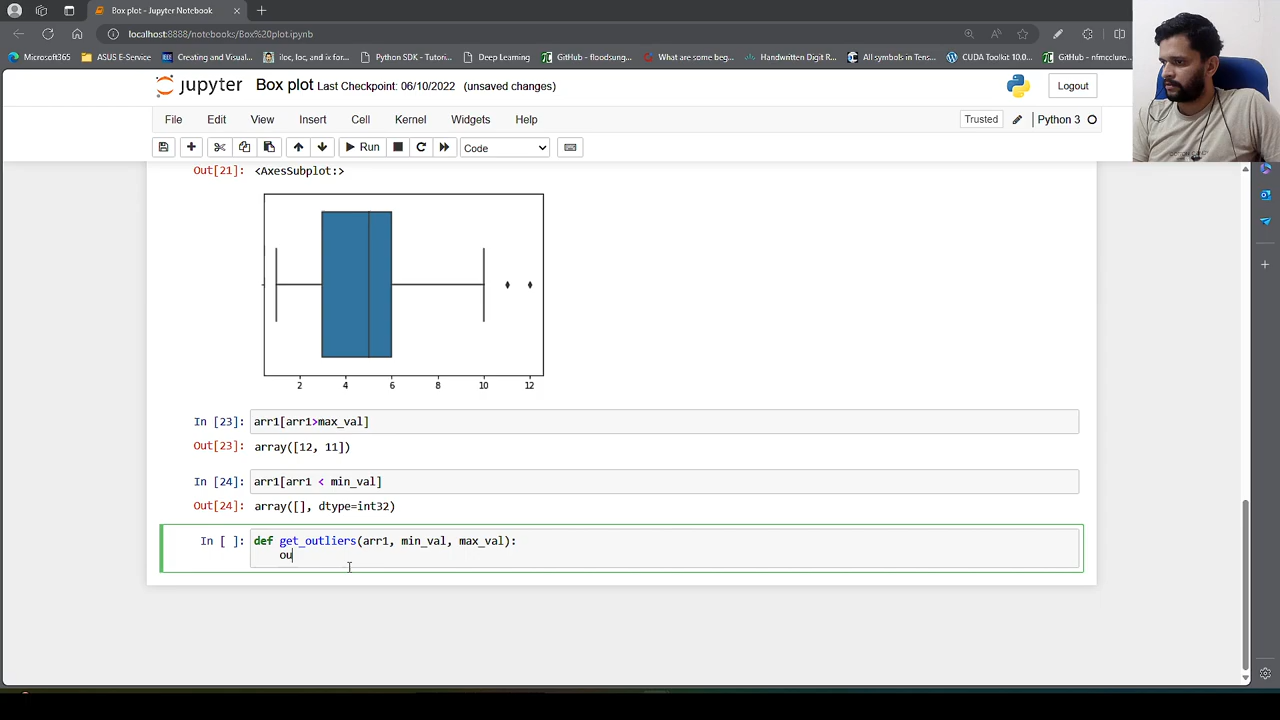 Box plot - Jupyter Notebook
localhost:8888/notebooks/Box%20plot.ipynb
Microsoft365
ASUS E-Service
Creating and Visual...
iloc, loc, and ix for...
Python SDK - Tutori...
Deep Learning
GitHub - floodsung...
What are some beg...
Handwritten Digit R...
All symbols in Tens...
CUDA Toolkit 10.0...
GitHub - nfmcclure...
jupyter
Box plot Last Checkpoint: 06/10/2022 (unsaved changes)
Logout
File
Edit
View
Insert
Cell
Kernel
Widgets
Help
Trusted
Python 3
Run
Code
Out[21]: <AxesSubplot:>
2 4 6 8 10 12
In [23]: arr1[arr1>max_val]
Out[23]: array([12, 11])
In [24]: arr1[arr1 < min_val]
Out[24]: array([], dtype=int32)
In [ ]: def get_outliers(arr1, min_val, max_val):
ou